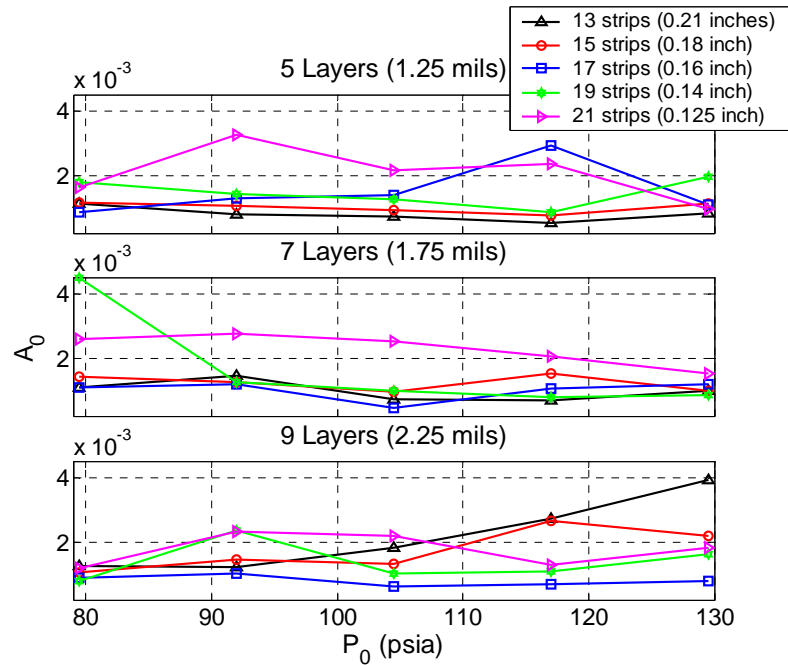 13 strips (0.21 inches)
15 strips (0.18 inch)
17 strips (0.16 inch)
19 strips (0.14 inch)
21 strips (0.125 inch)
x 10⁻³
5 Layers (1.25 mils)
4
2
x 10⁻³
7 Layers (1.75 mils)
4
2
A₀
x 10⁻³
9 Layers (2.25 mils)
4
2
80 90 100 110 120 130
P₀ (psia)